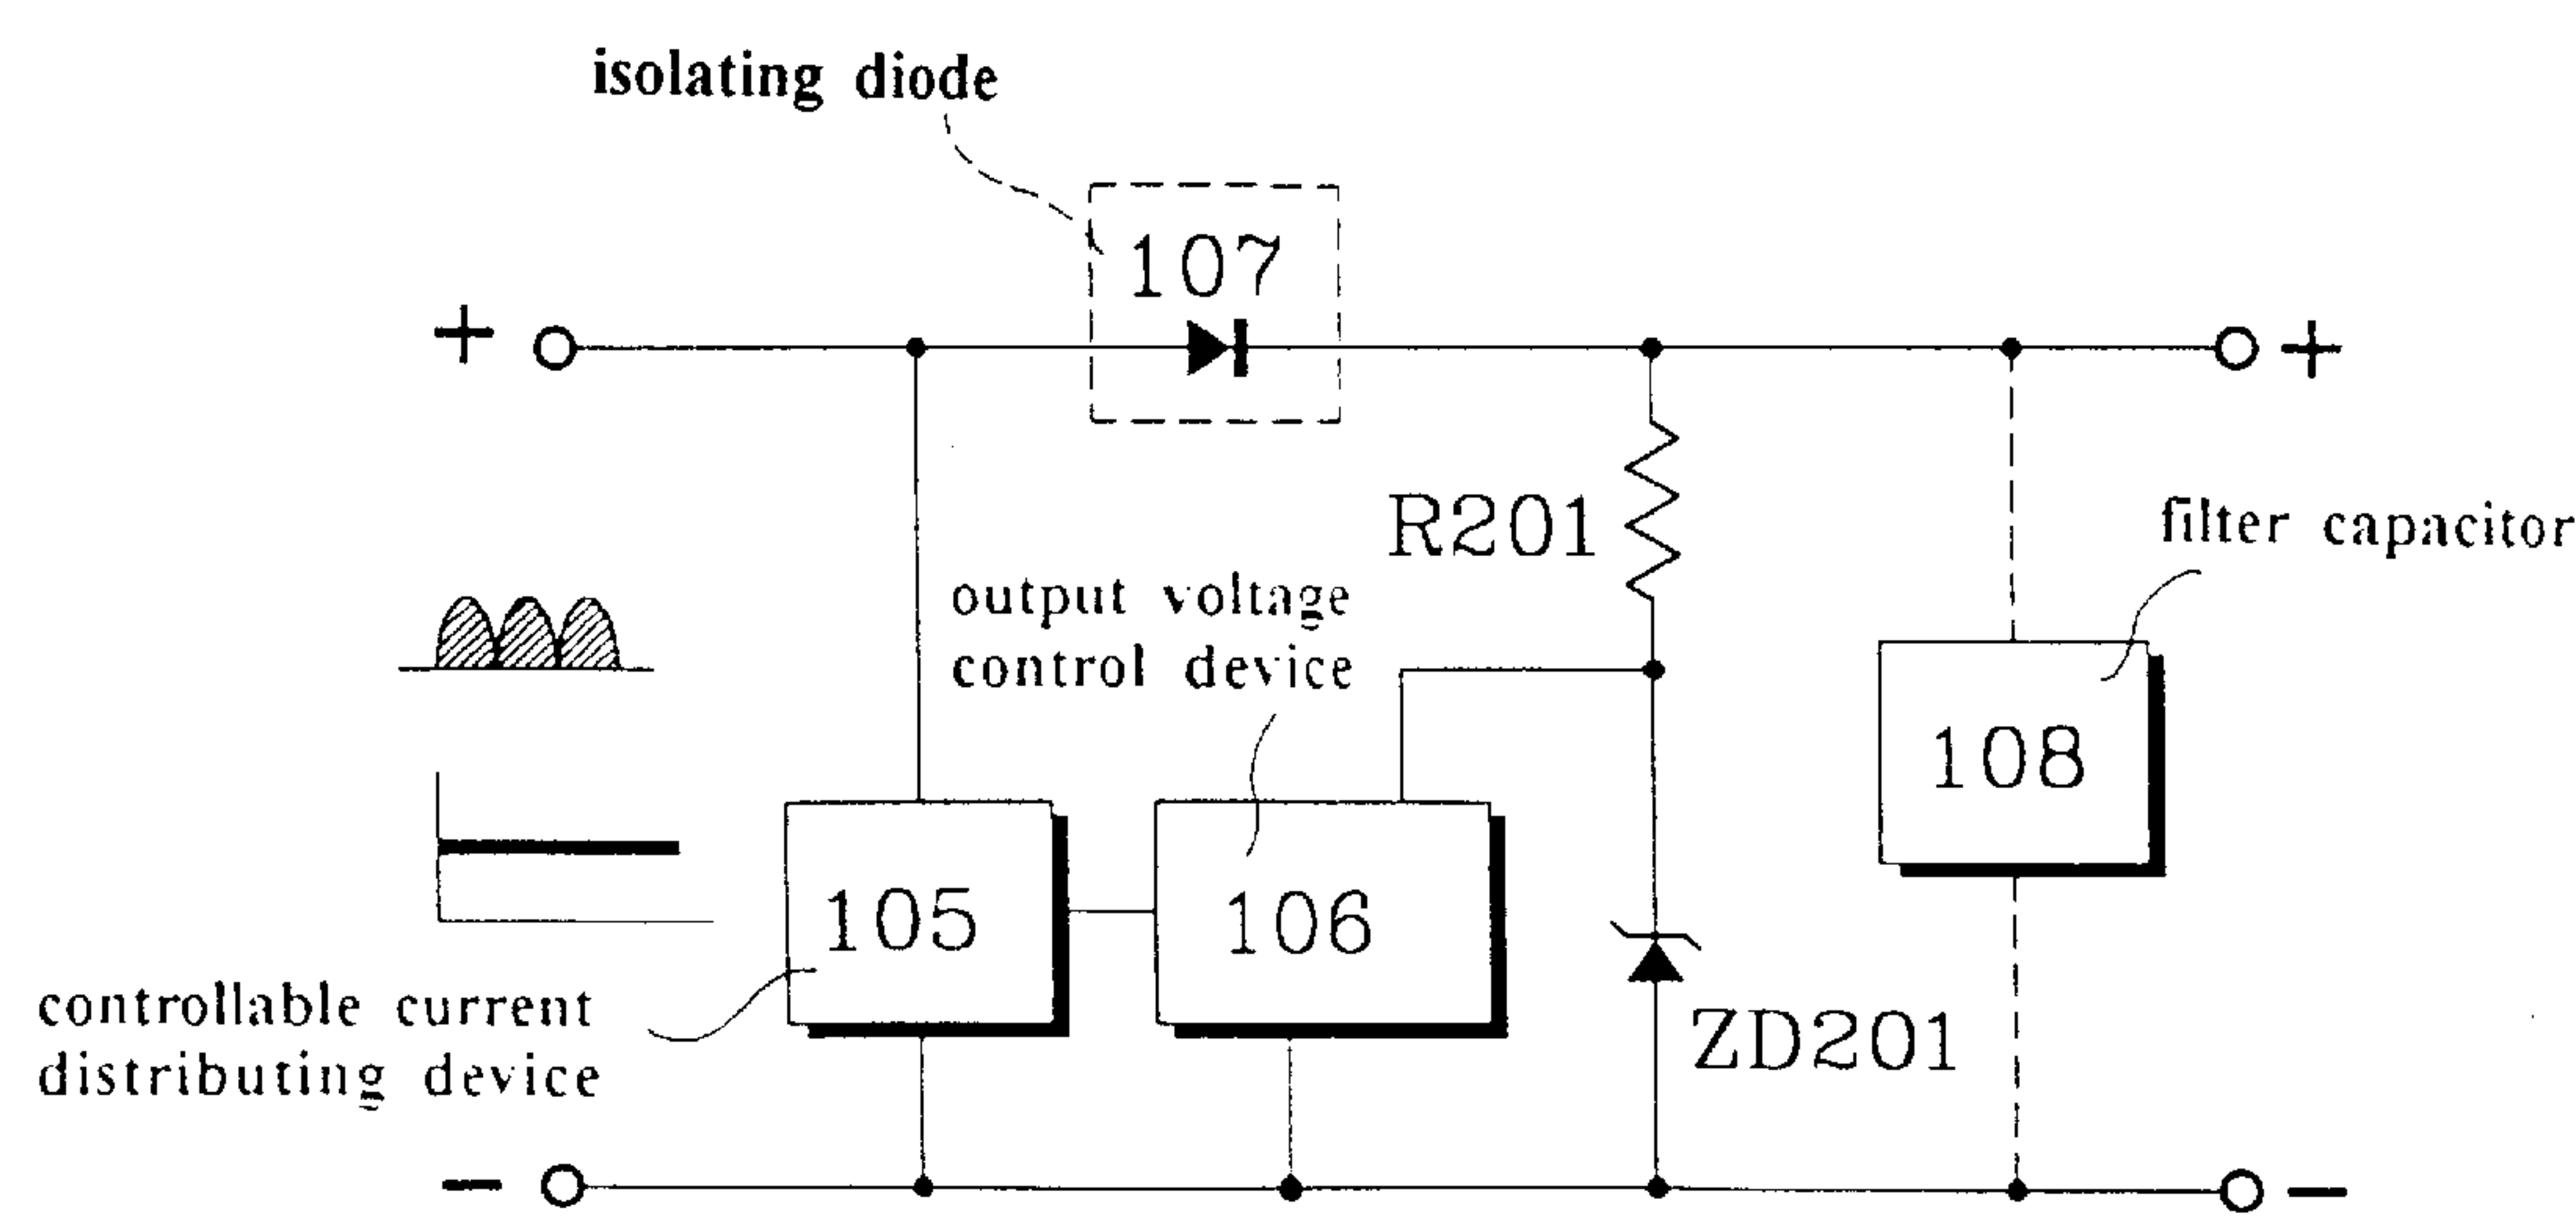 isolating diode
107
+
+
R201
filter capacitor
output voltage
control device
108
105
106
controllable current
distributing device
ZD201
−
−